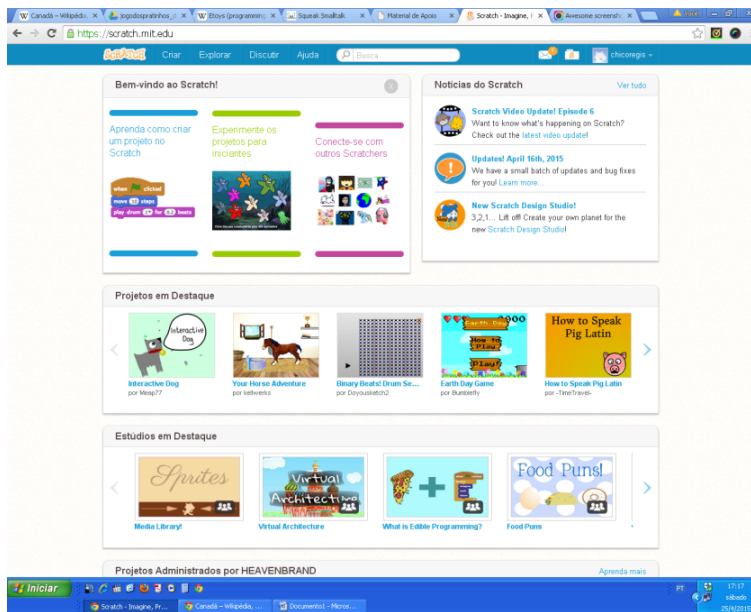 Canadá – Wikipédia,
jogodospratinhos_
Etoys (programming
Squeak Smalltalk
Material de Apoio
Scratch - Imagine, P
Awesome screensh
https://scratch.mit.edu
SCRATCH
Criar
Explorar
Discutir
Ajuda
Busca
chicoregis
Bem-vindo ao Scratch!
Aprenda como criar
um projeto no
Scratch
when clicked
move 10 steps
play drum 1 for 0.2 beats
Experimente os
projetos para
iniciantes
Conecte-se com
outros Scratchers
Noticias do Scratch
Ver tudo
Scratch Video Update! Episode 6
Want to know what's happening on Scratch?
Check out the latest video update!
Updates! April 16th, 2015
We have a small batch of updates and bug fixes
for you! Learn more...
New Scratch Design Studio!
3,2,1... Lift off! Create your own planet for the
new Scratch Design Studio!
Projetos em Destaque
Interactive
Dog
Earth Day
How to
Play
Play?
How to Speak
Pig Latin
Interactive Dog
por Meap77
Your Horse Adventure
por kellwerks
Binary Beats! Drum Se...
por Doyousketch2
Earth Day Game
por Bumblefly
How to Speak Pig Latin
por -TimeTravel-
Estúdios em Destaque
Sprites
Virtual
Architecture
Food Puns!
Media Library!
Virtual Architecture
What is Edible Programming?
Food Puns
Projetos Administrados por HEAVENBRAND
Aprenda mais
Iniciar
PT
17:17
sábado
25/4/2015
Scratch - Imagine, Pr...
Canadá – Wikipédia, ...
Documento1 - Micros...